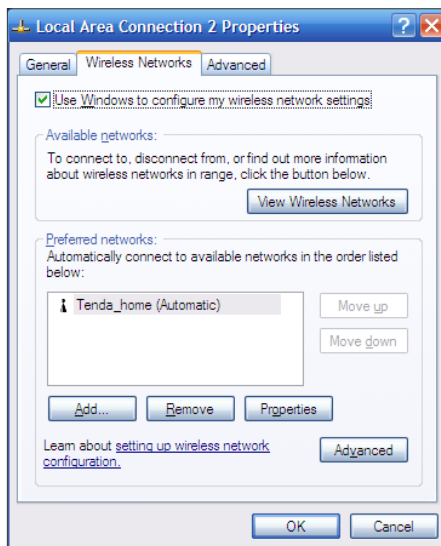 Local Area Connection 2 Properties
General Wireless Networks Advanced
Use Windows to configure my wireless network settings
Available networks:
To connect to, disconnect from, or find out more information
about wireless networks in range, click the button below.
View Wireless Networks
Preferred networks:
Automatically connect to available networks in the order listed
below:
Tenda_home (Automatic)
Move up
Move down
Add... Remove Properties
Learn about setting up wireless network
configuration.
Advanced
OK Cancel